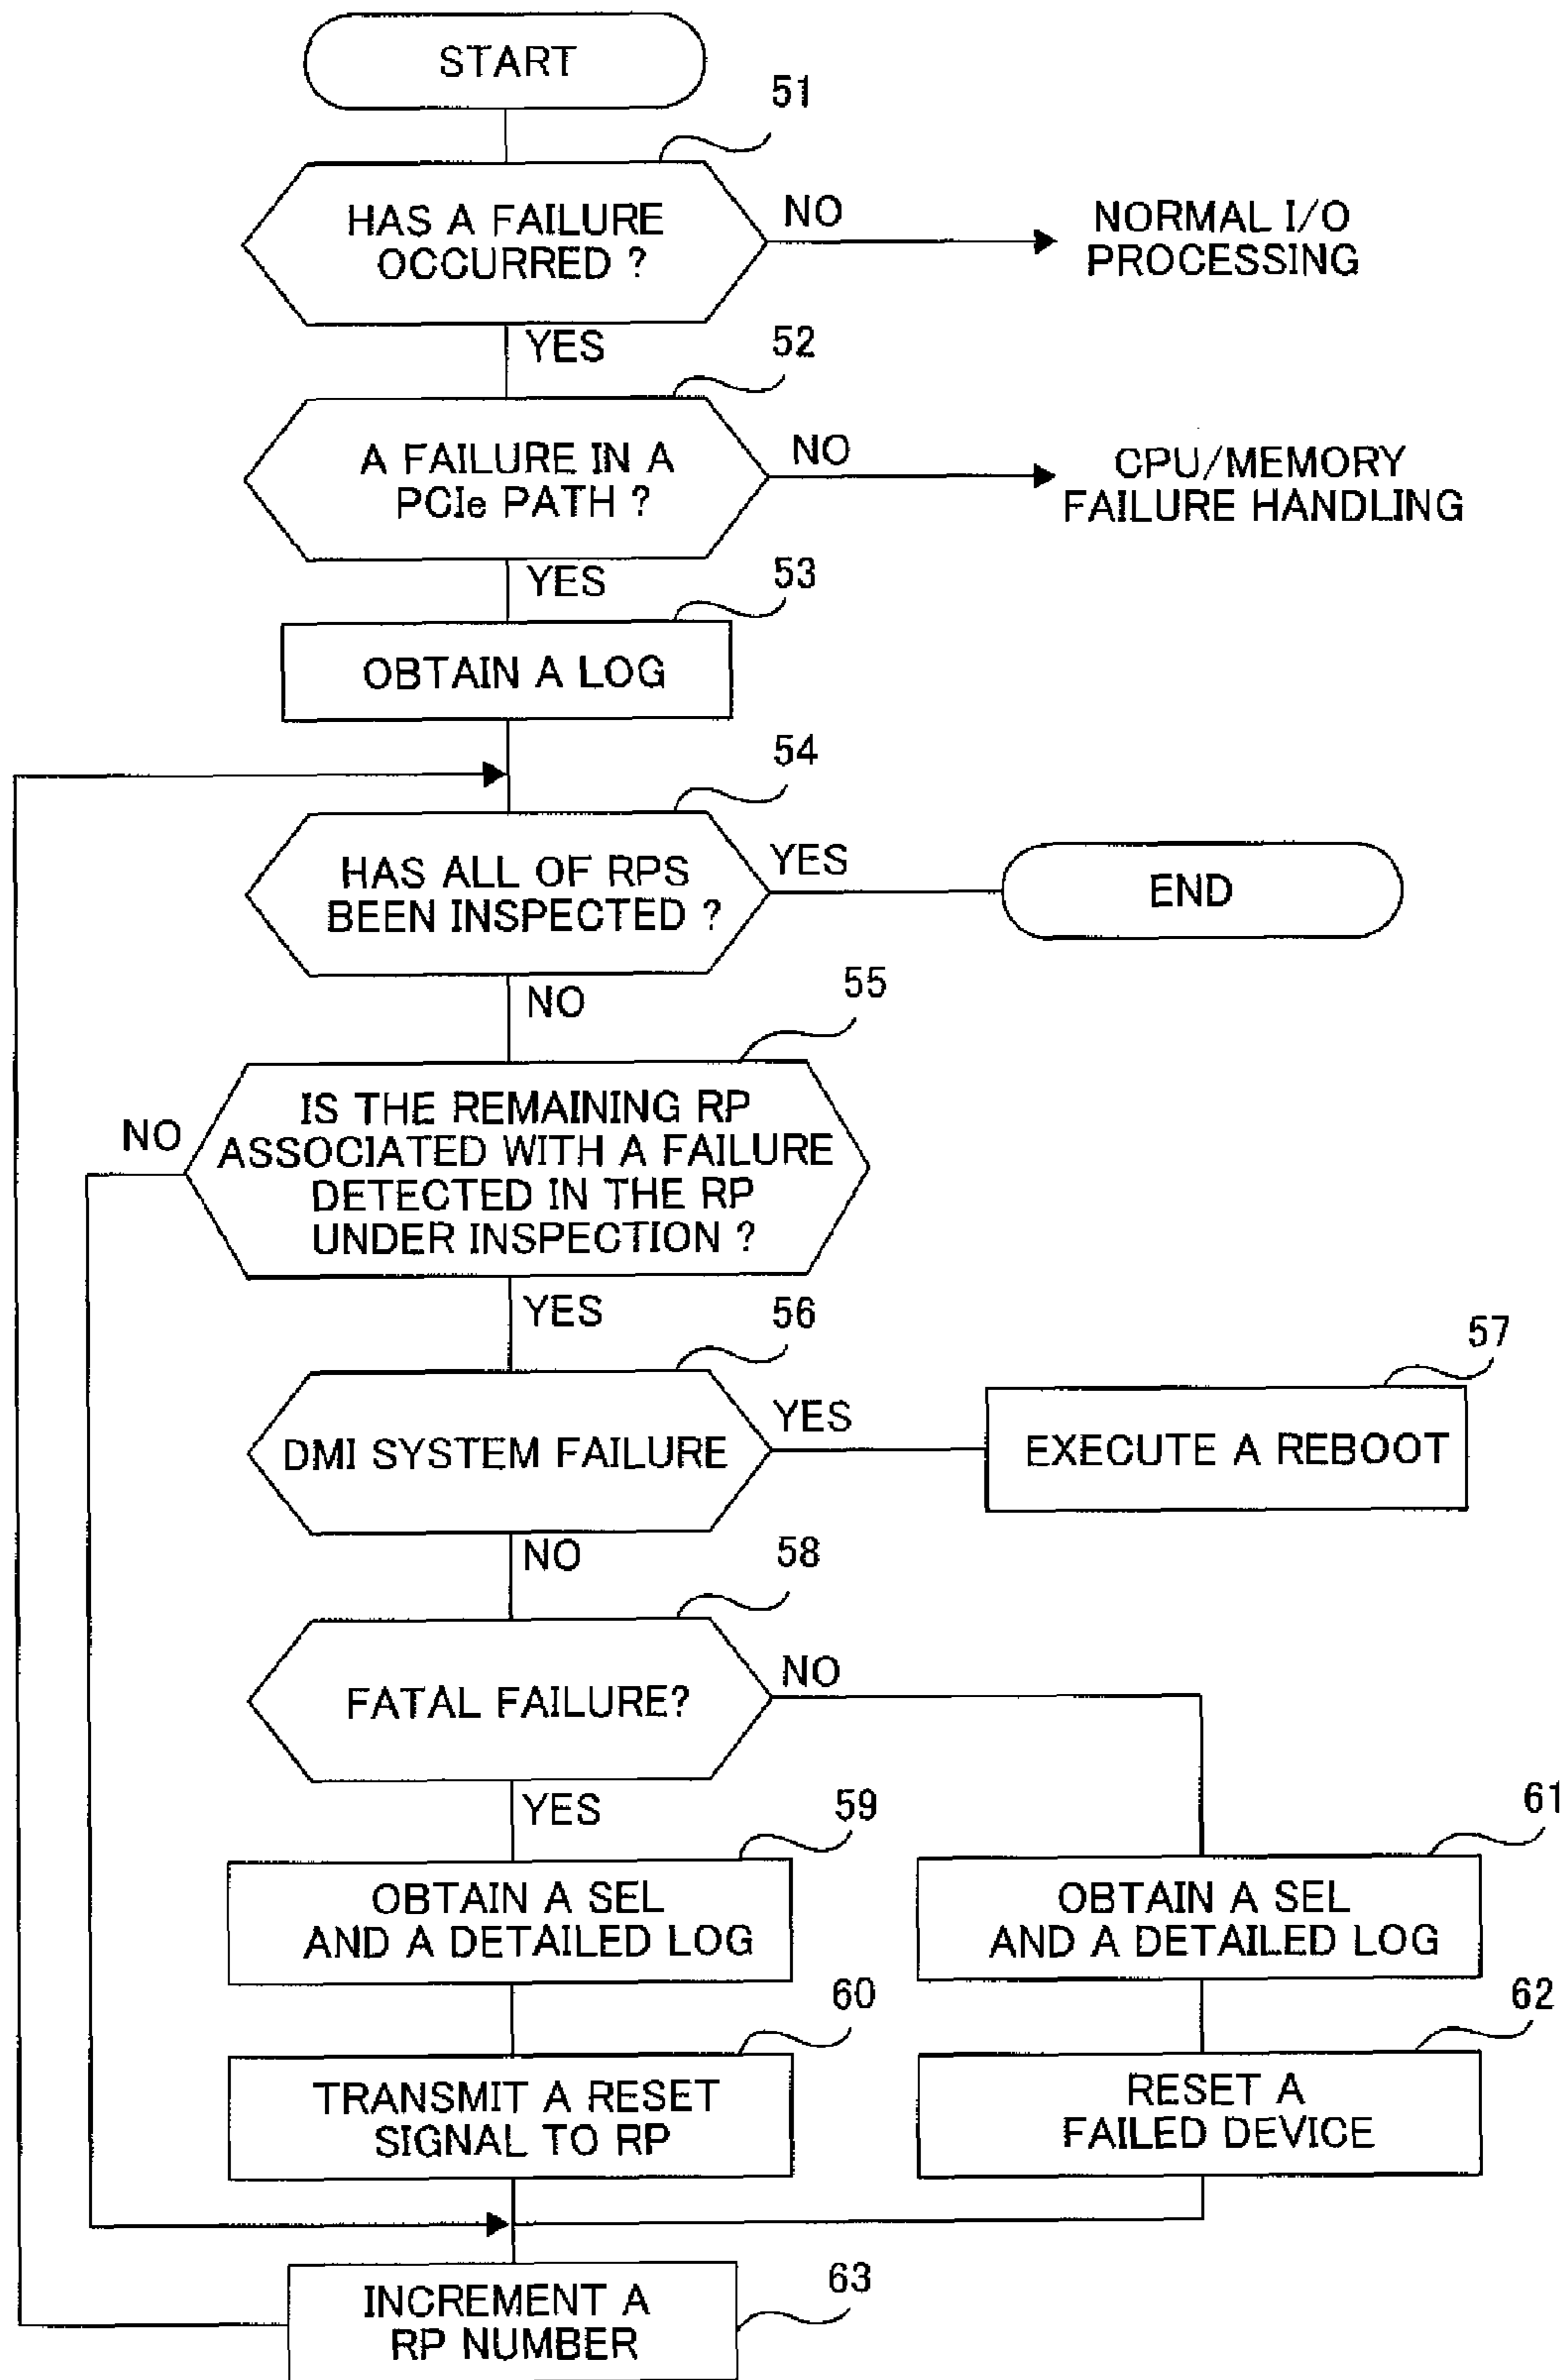 START
51
HAS A FAILURE
OCCURRED ?
NO
NORMAL I/O
PROCESSING
YES
52
A FAILURE IN A
PCIe PATH ?
NO
CPU/MEMORY
FAILURE HANDLING
YES
53
OBTAIN A LOG
54
HAS ALL OF RPS
BEEN INSPECTED ?
YES
END
NO
55
IS THE REMAINING RP
ASSOCIATED WITH A FAILURE
DETECTED IN THE RP
UNDER INSPECTION ?
NO
YES
56
DMI SYSTEM FAILURE
YES
57
EXECUTE A REBOOT
NO
58
FATAL FAILURE?
NO
YES
59
OBTAIN A SEL
AND A DETAILED LOG
61
OBTAIN A SEL
AND A DETAILED LOG
60
TRANSMIT A RESET
SIGNAL TO RP
62
RESET A
FAILED DEVICE
63
INCREMENT A
RP NUMBER